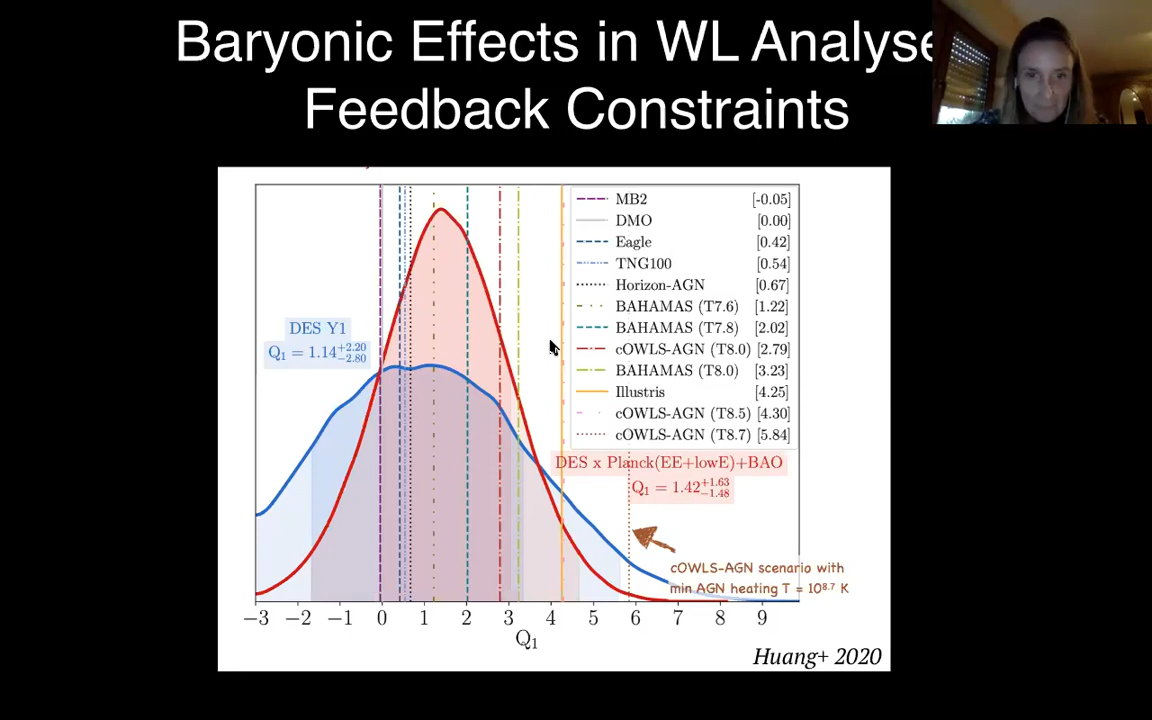 Baryonic Effects in WL Analyse
Feedback Constraints
MB2 [-0.05]
DMO [0.00]
Eagle [0.42]
TNG100 [0.54]
Horizon-AGN [0.67]
BAHAMAS (T7.6) [1.22]
BAHAMAS (T7.8) [2.02]
cOWLS-AGN (T8.0) [2.79]
BAHAMAS (T8.0) [3.23]
Illustris [4.25]
cOWLS-AGN (T8.5) [4.30]
cOWLS-AGN (T8.7) [5.84]
DES Y1
Q₁ = 1.14+2.20−2.80
DES x Planck(EE+lowE)+BAO
Q₁ = 1.42+1.63−1.48
cOWLS-AGN scenario with
min AGN heating T = 10⁸·⁷ K
−3 −2 −1 0 1 2 3 4 5 6 7 8 9
Q₁
Huang+ 2020